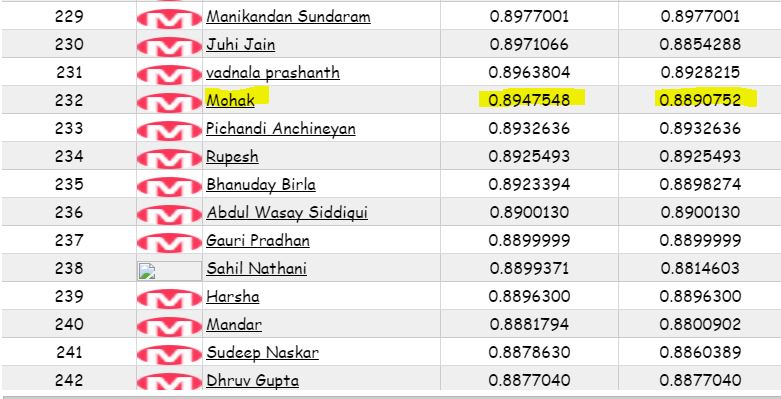 229 Manikandan Sundaram 0.8977001 0.8977001
230 Juhi Jain 0.8971066 0.8854288
231 vadnala prashanth 0.8963804 0.8928215
232 Mohak 0.8947548 0.8890752
233 Pichandi Anchineyan 0.8932636 0.8932636
234 Rupesh 0.8925493 0.8925493
235 Bhanuday Birla 0.8923394 0.8898274
236 Abdul Wasay Siddiqui 0.8900130 0.8900130
237 Gauri Pradhan 0.8899999 0.8899999
238 Sahil Nathani 0.8899371 0.8814603
239 Harsha 0.8896300 0.8896300
240 Mandar 0.8881794 0.8800902
241 Sudeep Naskar 0.8878630 0.8860389
242 Dhruv Gupta 0.8877040 0.8877040